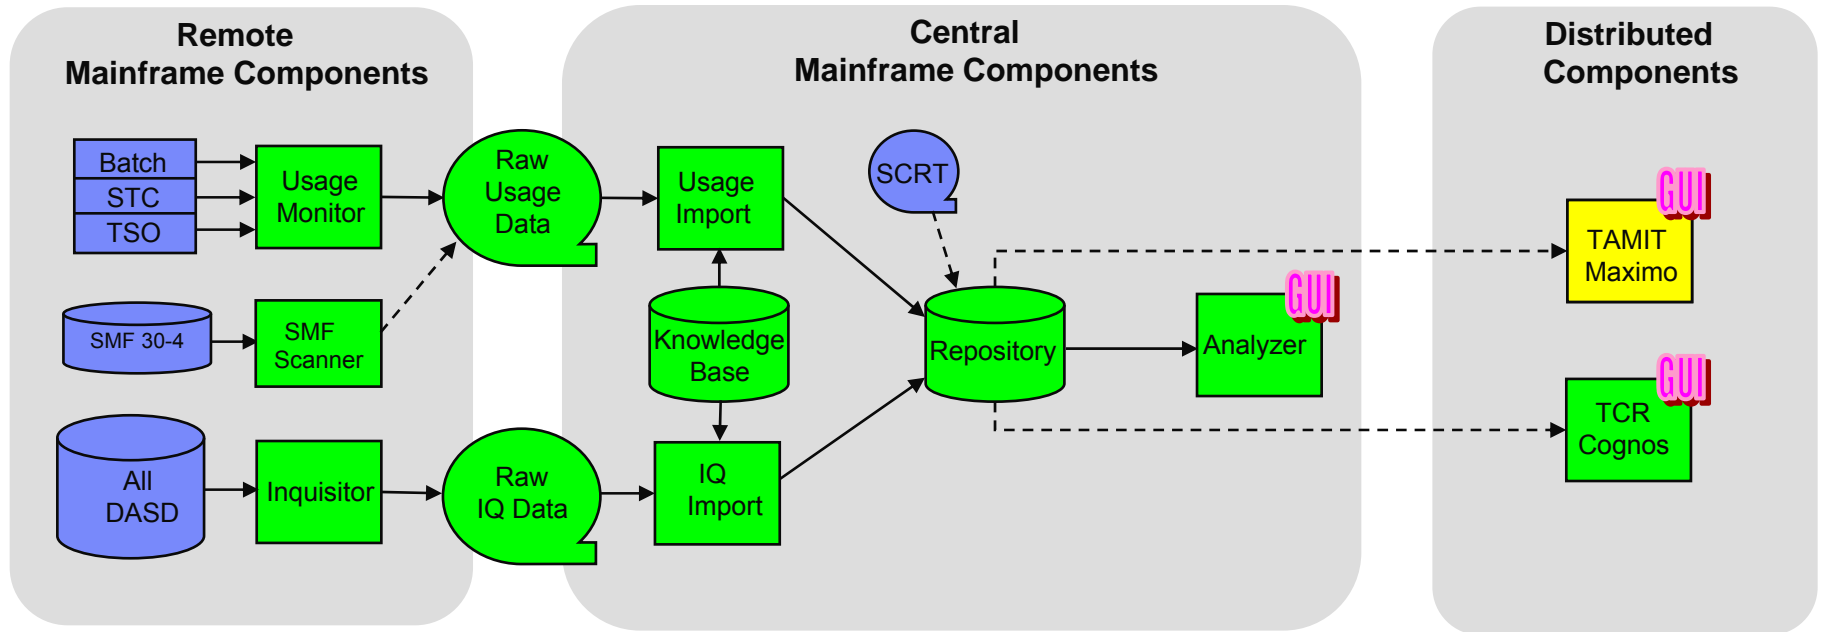 Remote
Mainframe Components
Central
Mainframe Components
Distributed
Components
Batch
STC
TSO
Usage
Monitor
Raw
Usage
Data
Usage
Import
SCRT
GUI
TAMIT
Maximo
SMF 30-4
SMF
Scanner
Knowledge
Base
Repository
GUI
Analyzer
GUI
TCR
Cognos
All
DASD
Inquisitor
Raw
IQ Data
IQ
Import